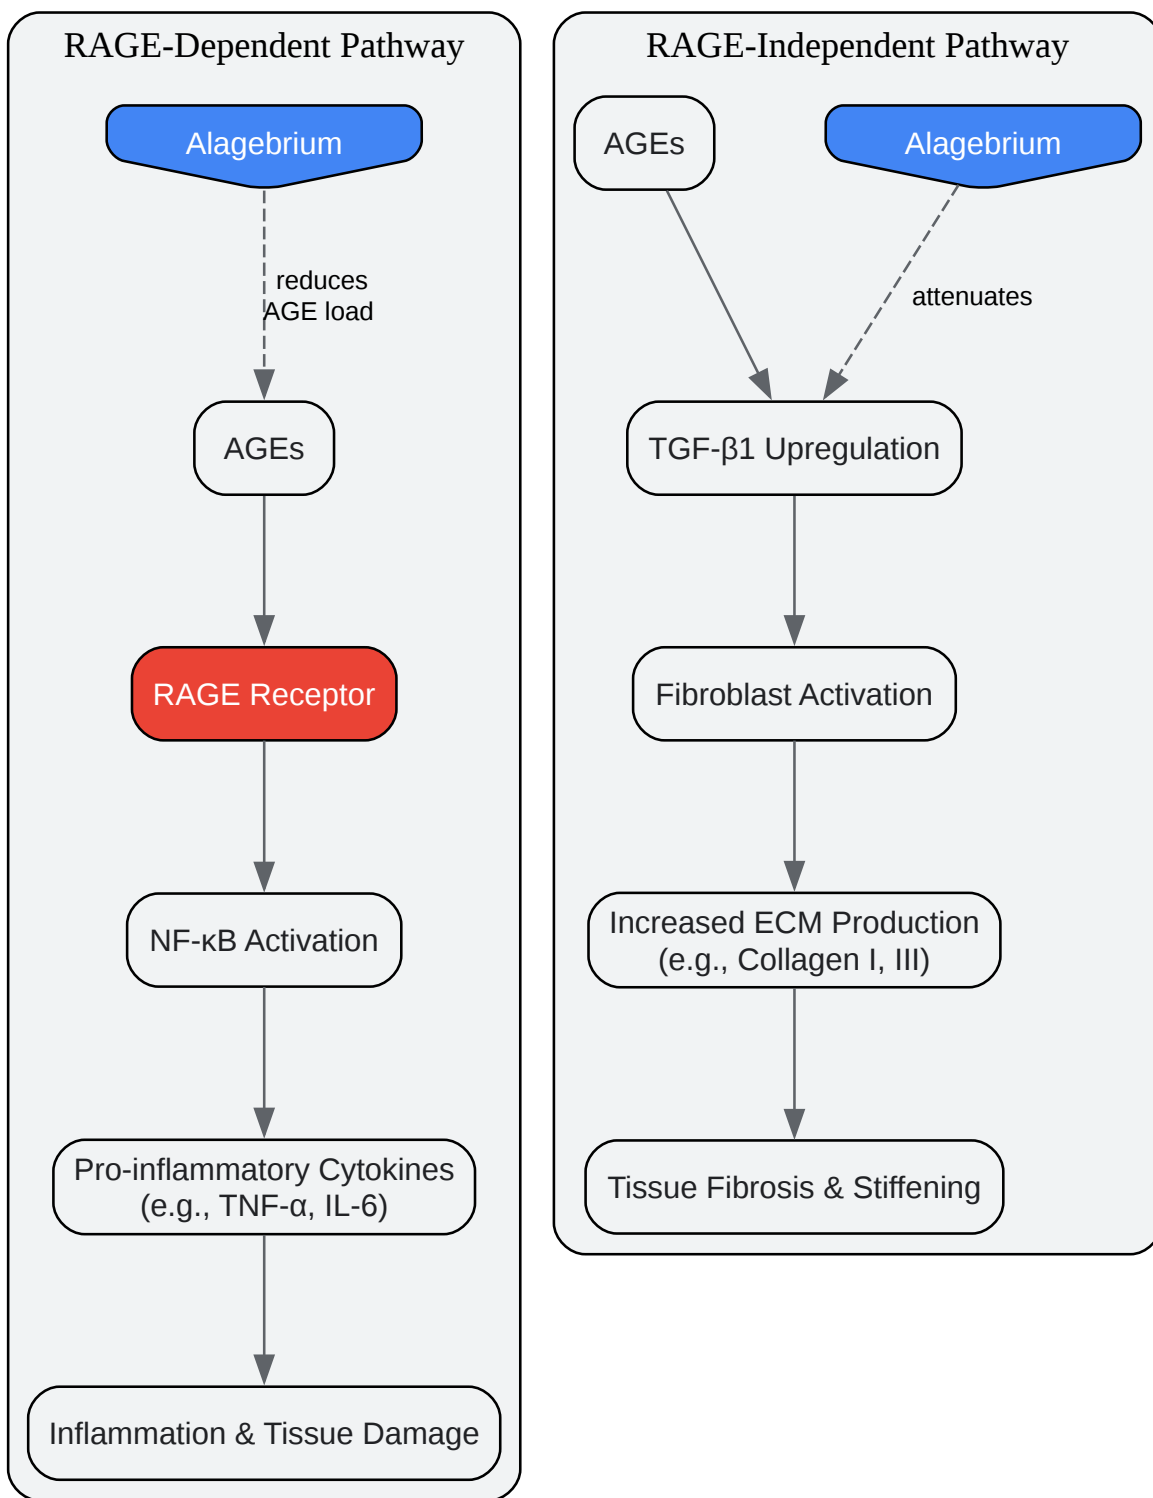 RAGE-Dependent Pathway
Alagebrium
reduces
AGE load
AGEs
RAGE Receptor
NF-κB Activation
Pro-inflammatory Cytokines
(e.g., TNF-α, IL-6)
Inflammation & Tissue Damage
RAGE-Independent Pathway
AGEs
Alagebrium
attenuates
TGF-β1 Upregulation
Fibroblast Activation
Increased ECM Production
(e.g., Collagen I, III)
Tissue Fibrosis & Stiffening